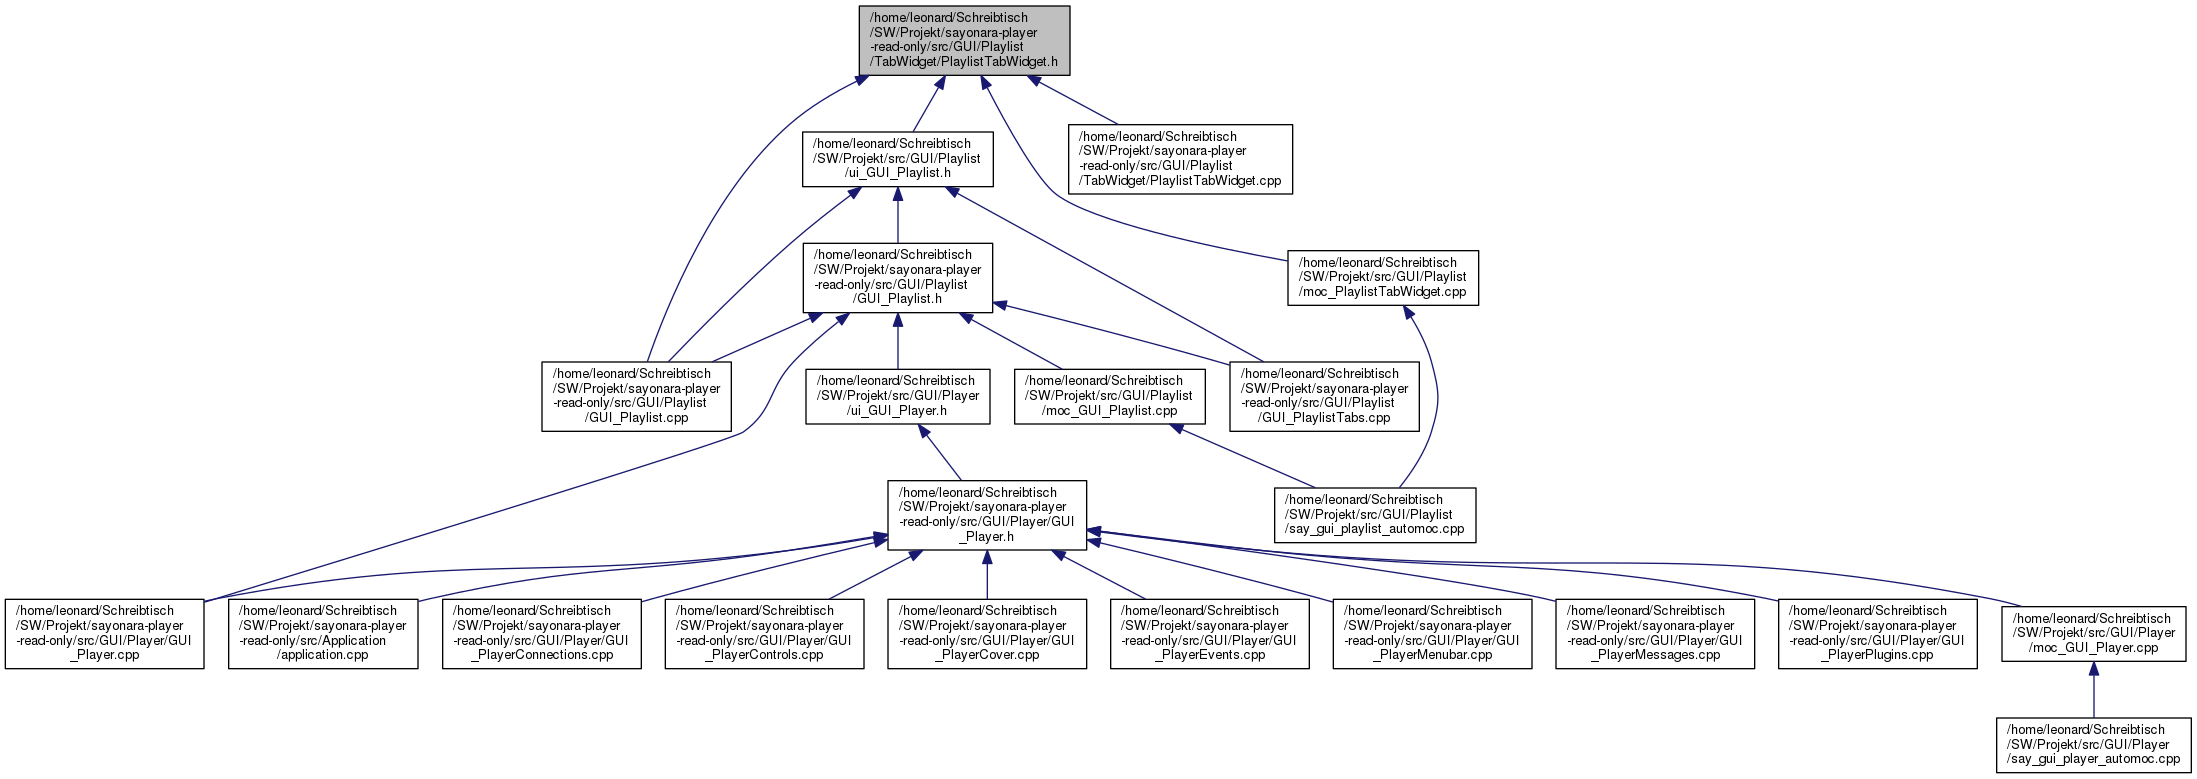 /home/leonard/Schreibtisch
/SW/Projekt/sayonara-player
-read-only/src/GUI/Playlist
/TabWidget/PlaylistTabWidget.h
/home/leonard/Schreibtisch
/SW/Projekt/src/GUI/Playlist
/ui_GUI_Playlist.h
/home/leonard/Schreibtisch
/SW/Projekt/sayonara-player
-read-only/src/GUI/Playlist
/TabWidget/PlaylistTabWidget.cpp
/home/leonard/Schreibtisch
/SW/Projekt/sayonara-player
-read-only/src/GUI/Playlist
/GUI_Playlist.h
/home/leonard/Schreibtisch
/SW/Projekt/src/GUI/Playlist
/moc_PlaylistTabWidget.cpp
/home/leonard/Schreibtisch
/SW/Projekt/sayonara-player
-read-only/src/GUI/Playlist
/GUI_Playlist.cpp
/home/leonard/Schreibtisch
/SW/Projekt/src/GUI/Player
/ui_GUI_Player.h
/home/leonard/Schreibtisch
/SW/Projekt/src/GUI/Playlist
/moc_GUI_Playlist.cpp
/home/leonard/Schreibtisch
/SW/Projekt/sayonara-player
-read-only/src/GUI/Playlist
/GUI_PlaylistTabs.cpp
/home/leonard/Schreibtisch
/SW/Projekt/sayonara-player
-read-only/src/GUI/Player/GUI
_Player.h
/home/leonard/Schreibtisch
/SW/Projekt/src/GUI/Playlist
/say_gui_playlist_automoc.cpp
/home/leonard/Schreibtisch
/SW/Projekt/sayonara-player
-read-only/src/GUI/Player/GUI
_Player.cpp
/home/leonard/Schreibtisch
/SW/Projekt/sayonara-player
-read-only/src/Application
/application.cpp
/home/leonard/Schreibtisch
/SW/Projekt/sayonara-player
-read-only/src/GUI/Player/GUI
_PlayerConnections.cpp
/home/leonard/Schreibtisch
/SW/Projekt/sayonara-player
-read-only/src/GUI/Player/GUI
_PlayerControls.cpp
/home/leonard/Schreibtisch
/SW/Projekt/sayonara-player
-read-only/src/GUI/Player/GUI
_PlayerCover.cpp
/home/leonard/Schreibtisch
/SW/Projekt/sayonara-player
-read-only/src/GUI/Player/GUI
_PlayerEvents.cpp
/home/leonard/Schreibtisch
/SW/Projekt/sayonara-player
-read-only/src/GUI/Player/GUI
_PlayerMenubar.cpp
/home/leonard/Schreibtisch
/SW/Projekt/sayonara-player
-read-only/src/GUI/Player/GUI
_PlayerMessages.cpp
/home/leonard/Schreibtisch
/SW/Projekt/sayonara-player
-read-only/src/GUI/Player/GUI
_PlayerPlugins.cpp
/home/leonard/Schreibtisch
/SW/Projekt/src/GUI/Player
/moc_GUI_Player.cpp
/home/leonard/Schreibtisch
/SW/Projekt/src/GUI/Player
/say_gui_player_automoc.cpp